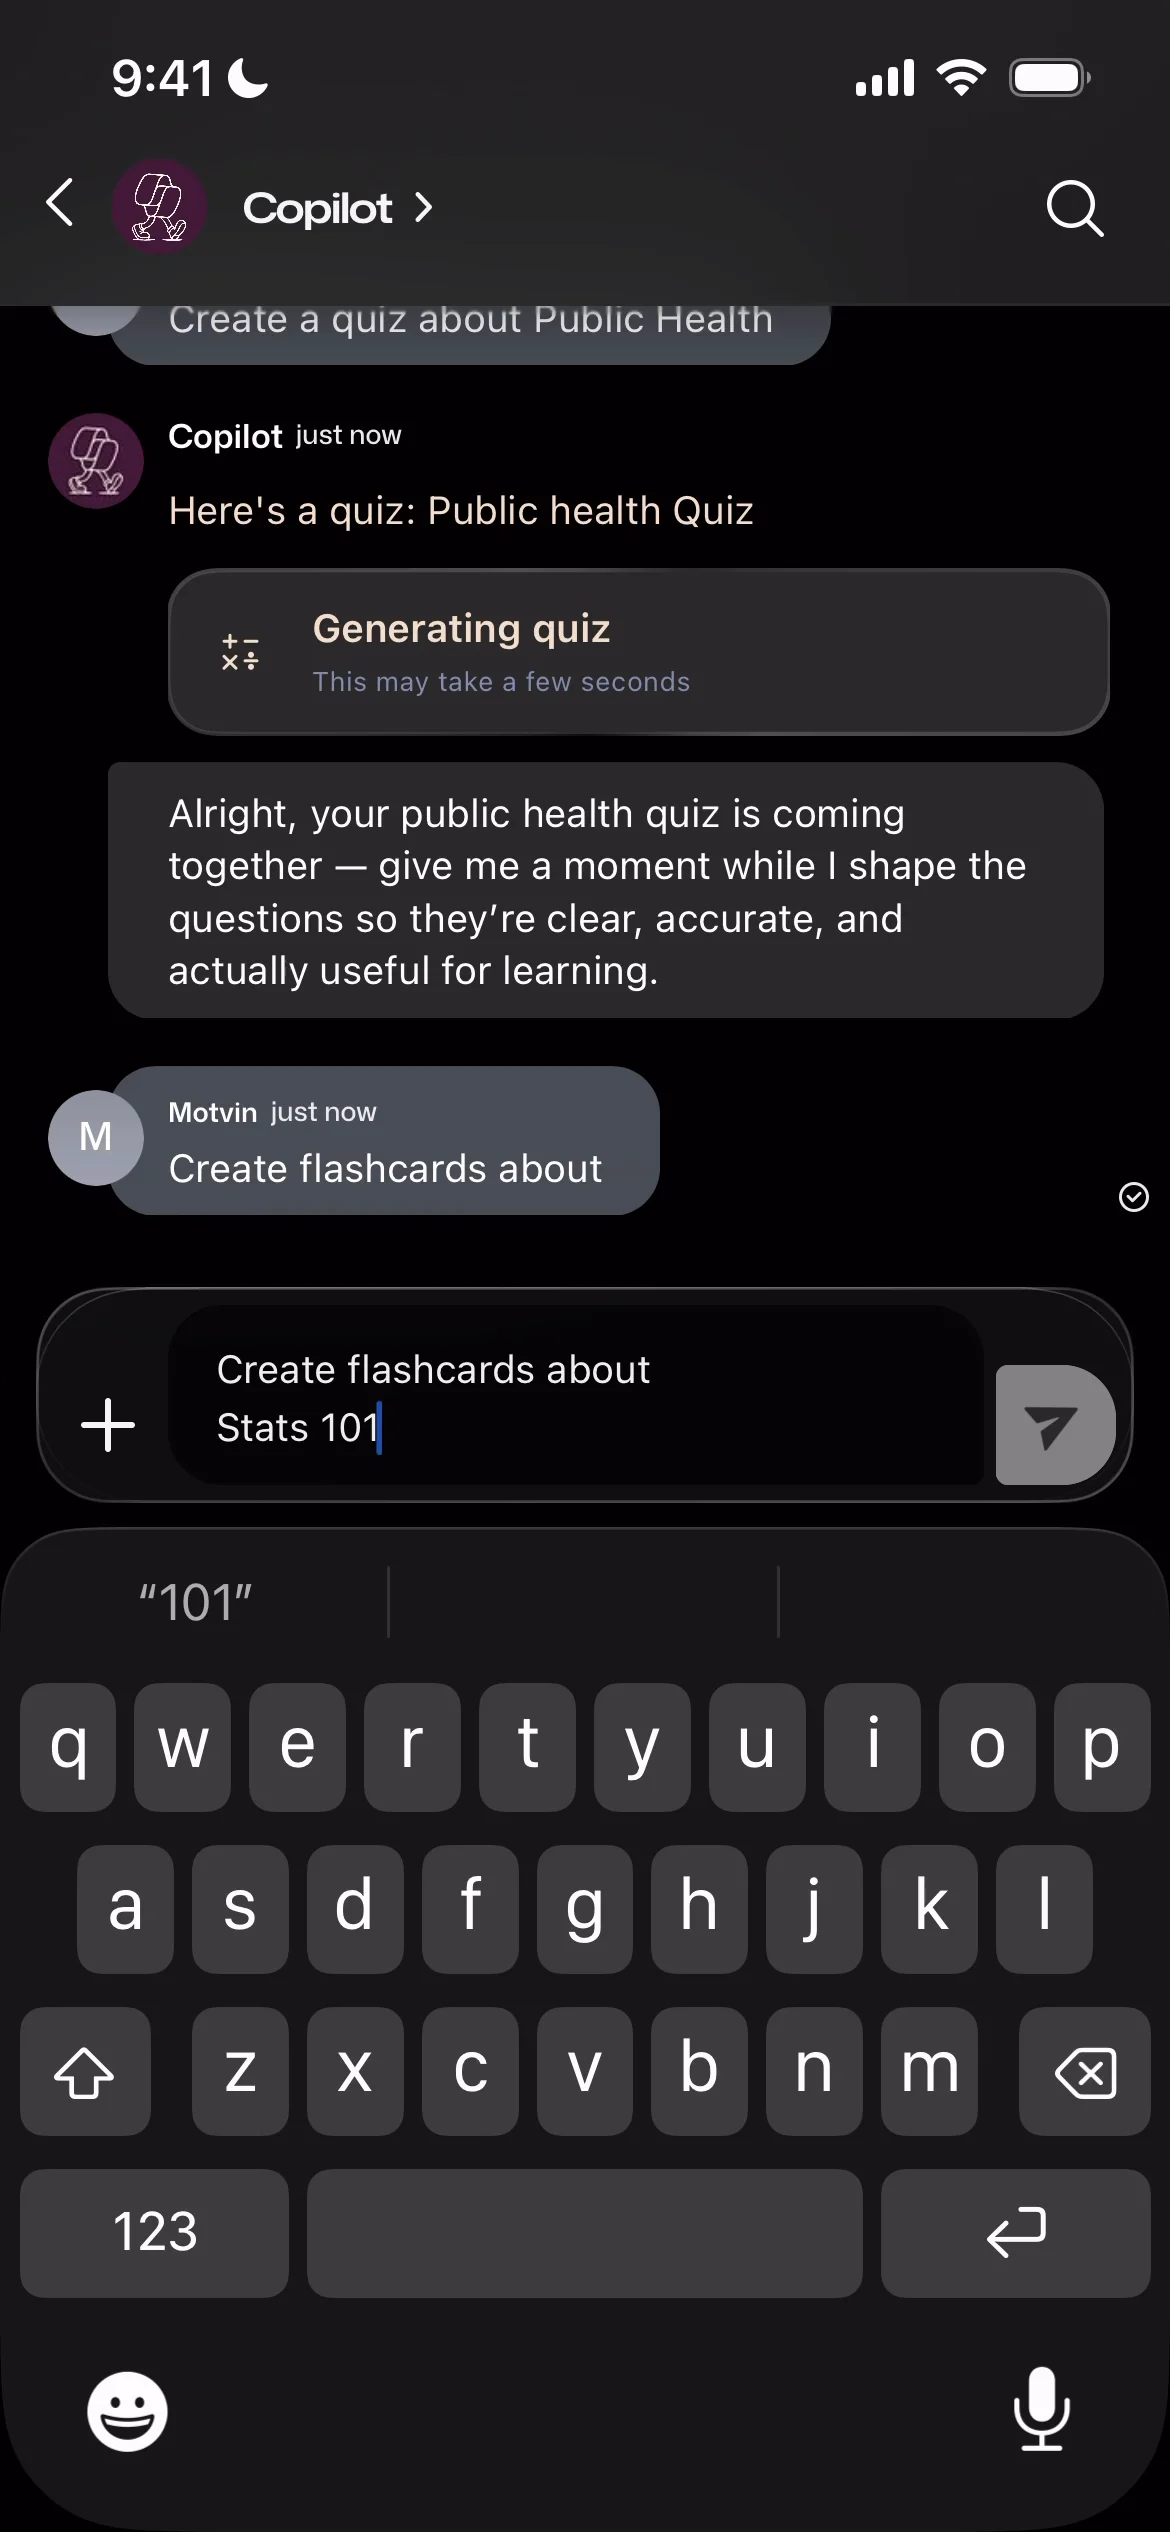 9:41
Copilot
Create a quiz about Public Health
Copilot just now
Here's a quiz: Public health Quiz
Generating quiz
This may take a few seconds
Alright, your public health quiz is coming
together — give me a moment while I shape the
questions so they’re clear, accurate, and
actually useful for learning.
M
Motvin just now
Create flashcards about
Create flashcards about
Stats 101
“101”
q w e r t y u i o p
a s d f g h j k l
z x c v b n m
123